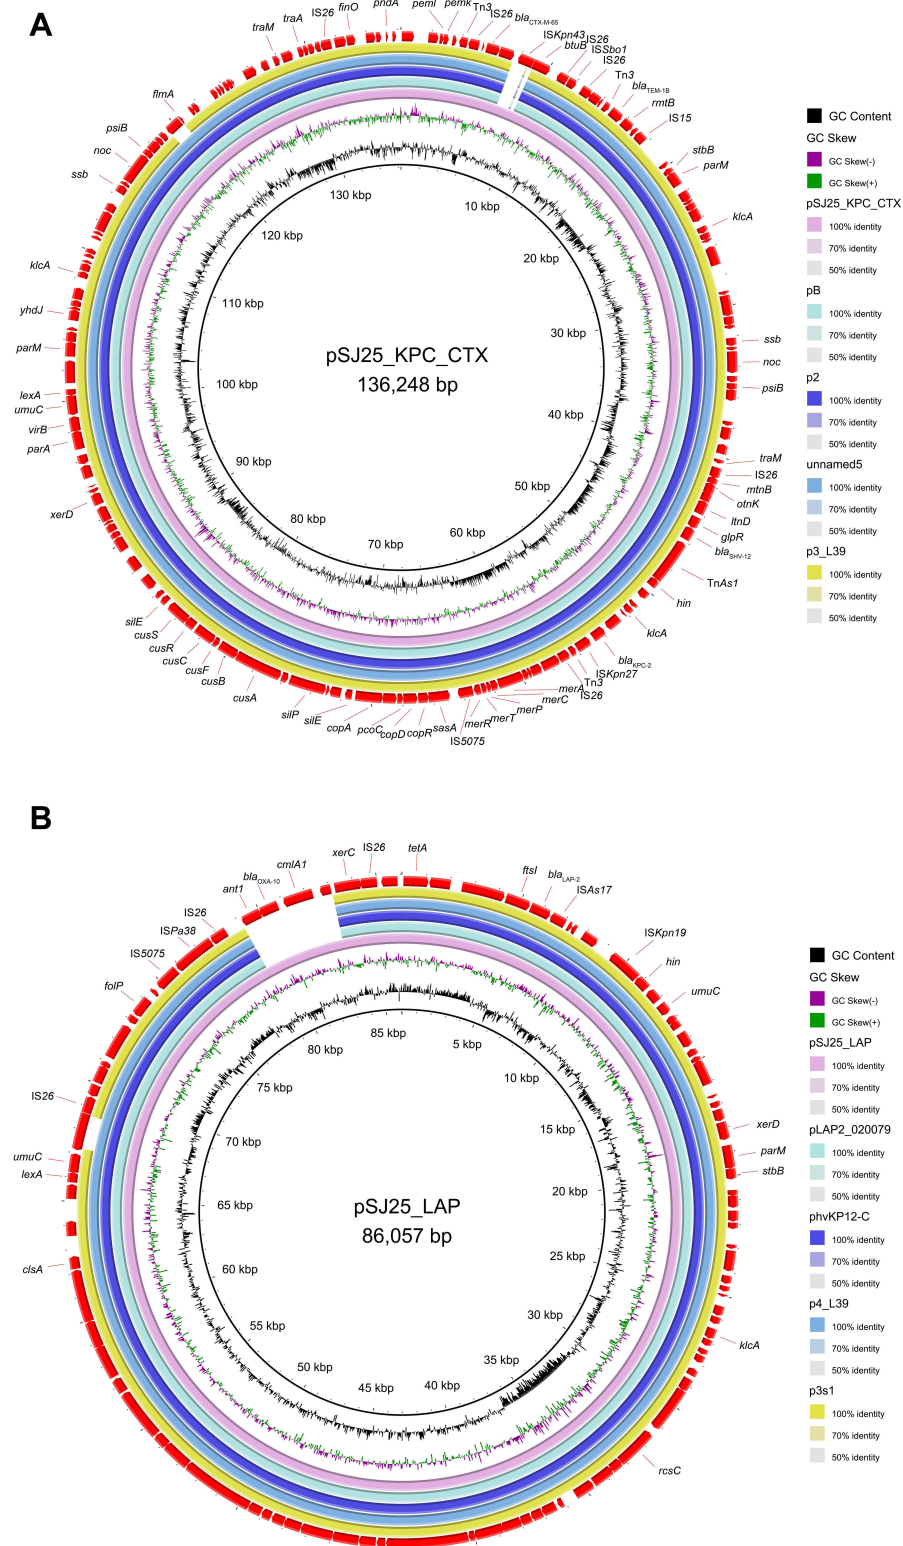 A
traM
traA
IS26
finO
pndA
pemI
pemk
Tn3
IS26
blaCTX-M-65
ISKpn43
btuB
IS26
ISSbo1
IS26
Tn3
blaTEM-1B
rmtB
IS15
stbB
parM
klcA
ssb
noc
psiB
traM
IS26
mtnB
otnK
ltnD
glpR
blaSHV-12
TnAs1
hin
klcA
blaKPC-2
ISKpn27
Tn3
IS26
merA
merC
merP
merT
merR
IS5075
sasA
copR
copD
pcoC
copA
silE
silP
cusA
cusB
cusF
cusC
cusR
cusS
silE
xerD
parA
virB
umuC
lexA
parM
yhdJ
klcA
ssb
noc
psiB
flmA
10 kbp
20 kbp
30 kbp
40 kbp
50 kbp
60 kbp
70 kbp
80 kbp
90 kbp
100 kbp
110 kbp
120 kbp
130 kbp
pSJ25_KPC_CTX
136,248 bp
GC Content
GC Skew
GC Skew(-)
GC Skew(+)
pSJ25_KPC_CTX
100% identity
70% identity
50% identity
pB
100% identity
70% identity
50% identity
p2
100% identity
70% identity
50% identity
unnamed5
100% identity
70% identity
50% identity
p3_L39
100% identity
70% identity
50% identity
B
xerC
IS26
tetA
ftsI
blaLAP-2
ISAs17
ISKpn19
hin
umuC
xerD
parM
stbB
klcA
rcsC
clsA
lexA
umuC
IS26
folP
IS5075
ISPa38
IS26
ant1
blaOXA-10
cmlA1
5 kbp
10 kbp
15 kbp
20 kbp
25 kbp
30 kbp
35 kbp
40 kbp
45 kbp
50 kbp
55 kbp
60 kbp
65 kbp
70 kbp
75 kbp
80 kbp
85 kbp
pSJ25_LAP
86,057 bp
GC Content
GC Skew
GC Skew(-)
GC Skew(+)
pSJ25_LAP
100% identity
70% identity
50% identity
pLAP2_020079
100% identity
70% identity
50% identity
phvKP12-C
100% identity
70% identity
50% identity
p4_L39
100% identity
70% identity
50% identity
p3s1
100% identity
70% identity
50% identity